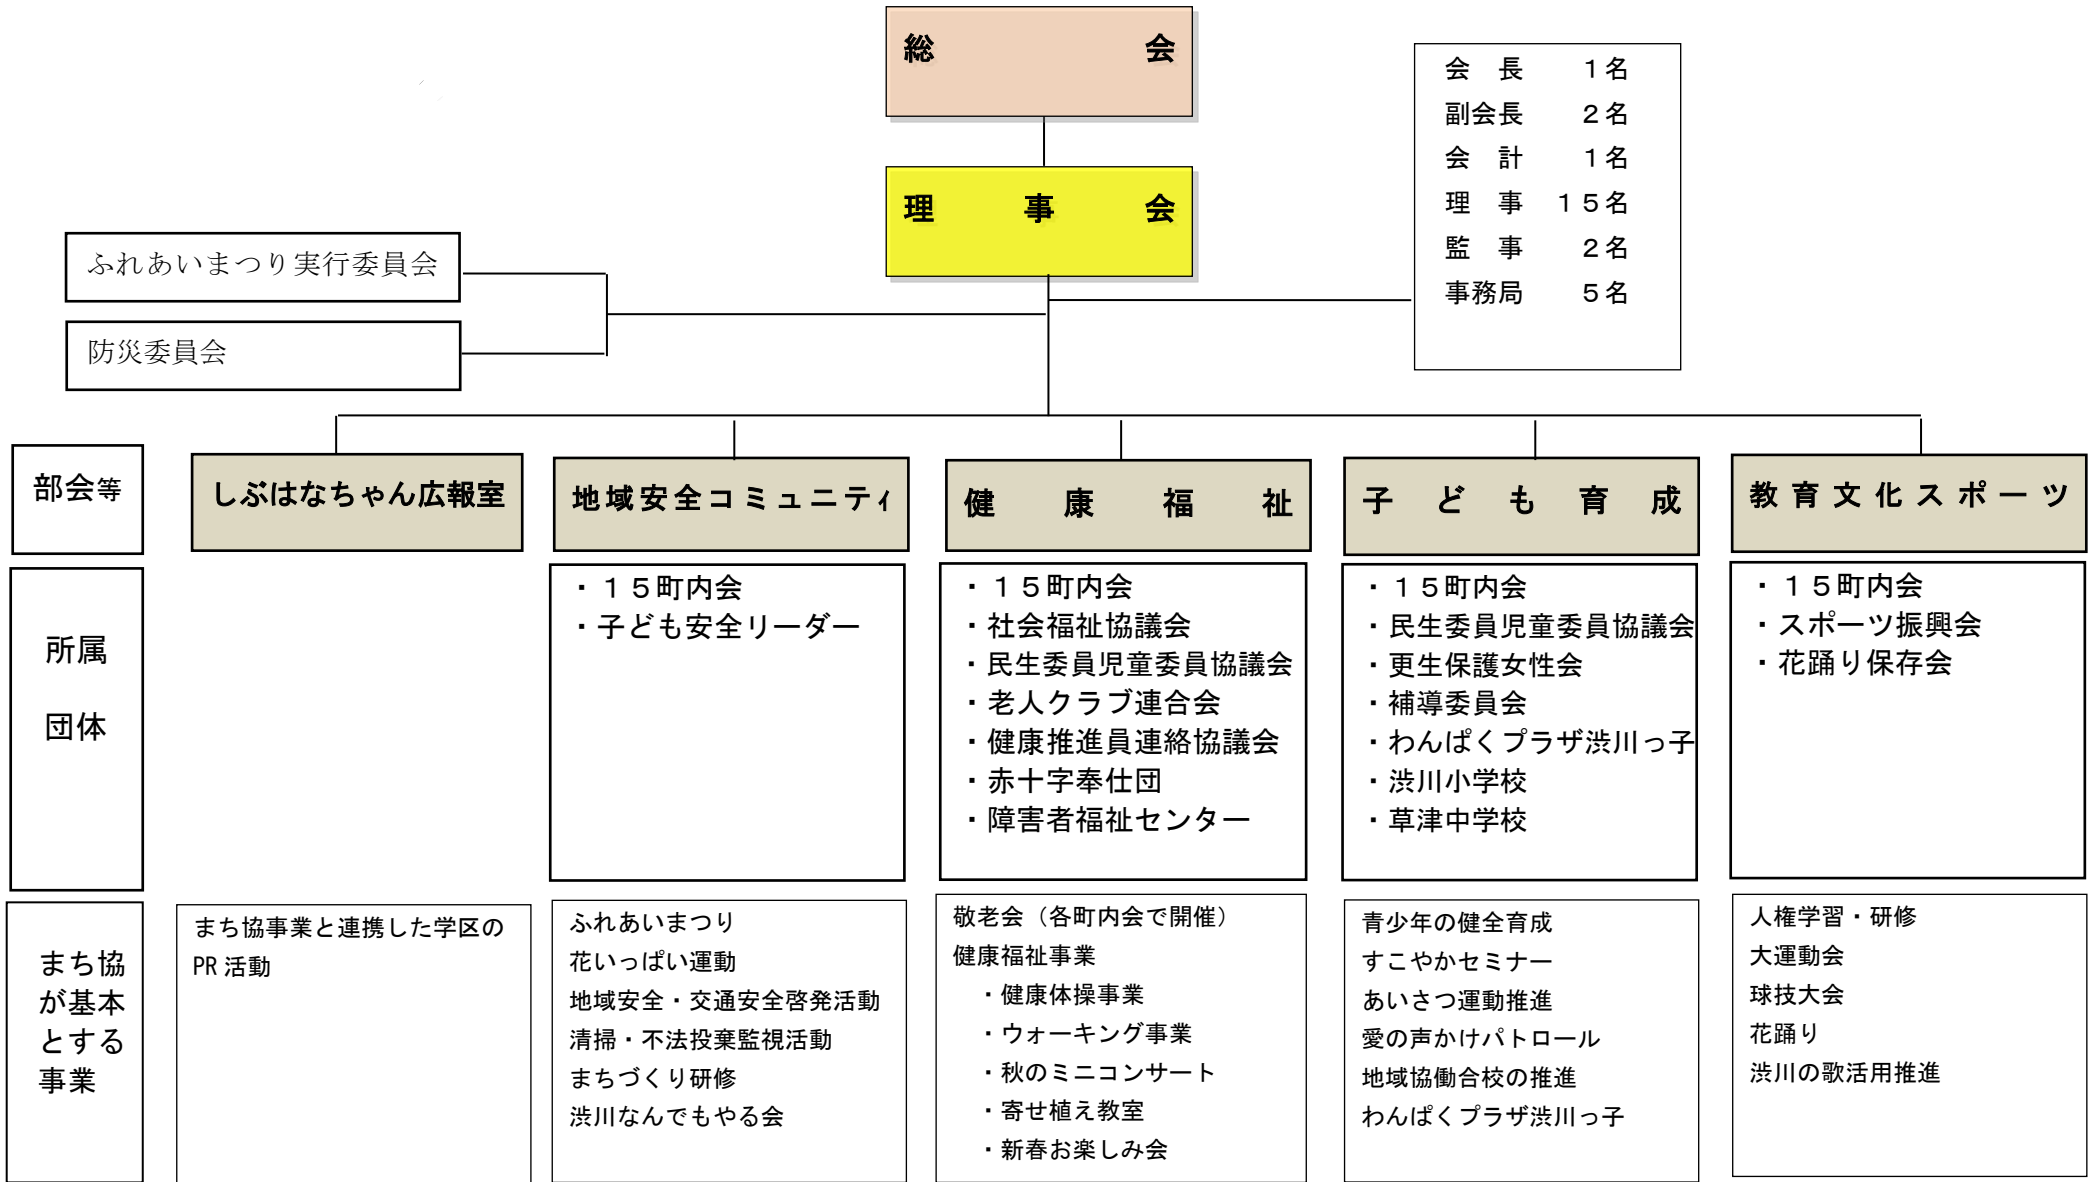 総会
会長 １名
副会長 ２名
会計 １名
理事 １５名
監事 ２名
事務局 ５名
理事会
ふれあいまつり実行委員会
防災委員会
部会等
しぶはなちゃん広報室
地域安全コミュニティ
健康福祉
子ども育成
教育文化スポーツ
所属
団体
・１５町内会
・子ども安全リーダー
・１５町内会
・社会福祉協議会
・民生委員児童委員協議会
・老人クラブ連合会
・健康推進員連絡協議会
・赤十字奉仕団
・障害者福祉センター
・１５町内会
・民生委員児童委員協議会
・更生保護女性会
・補導委員会
・わんぱくプラザ渋川っ子
・渋川小学校
・草津中学校
・１５町内会
・スポーツ振興会
・花踊り保存会
まち協
が基本
とする
事業
まち協事業と連携した学区の
PR 活動
ふれあいまつり
花いっぱい運動
地域安全・交通安全啓発活動
清掃・不法投棄監視活動
まちづくり研修
渋川なんでもやる会
敬老会（各町内会で開催）
健康福祉事業
・健康体操事業
・ウォーキング事業
・秋のミニコンサート
・寄せ植え教室
・新春お楽しみ会
青少年の健全育成
すこやかセミナー
あいさつ運動推進
愛の声かけパトロール
地域協働合校の推進
わんぱくプラザ渋川っ子
人権学習・研修
大運動会
球技大会
花踊り
渋川の歌活用推進